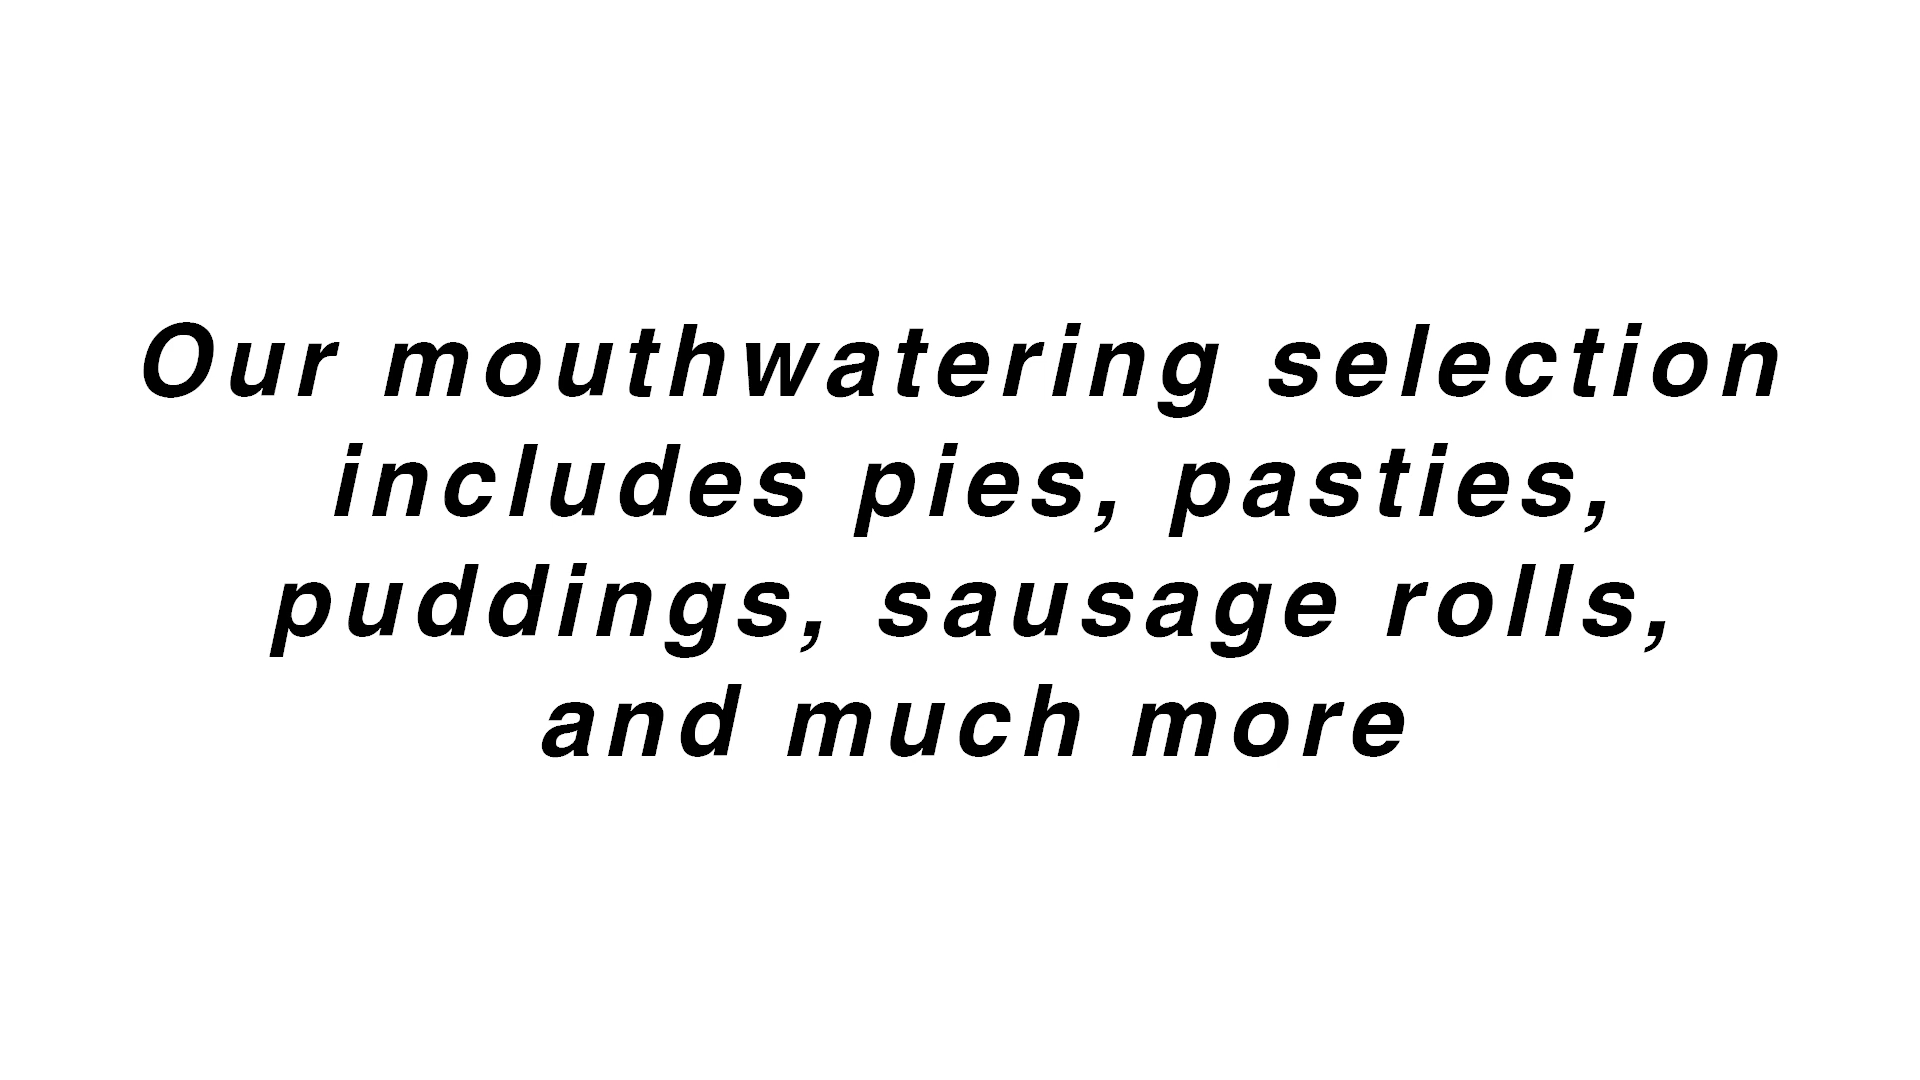 Our mouthwatering selection
includes pies, pasties,
puddings, sausage rolls,
and much more